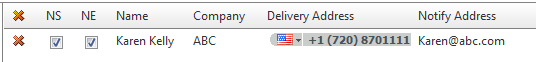 NS NE Name Company Delivery Address Notify Address
Karen Kelly ABC +1 (720) 8701111 Karen@abc.com